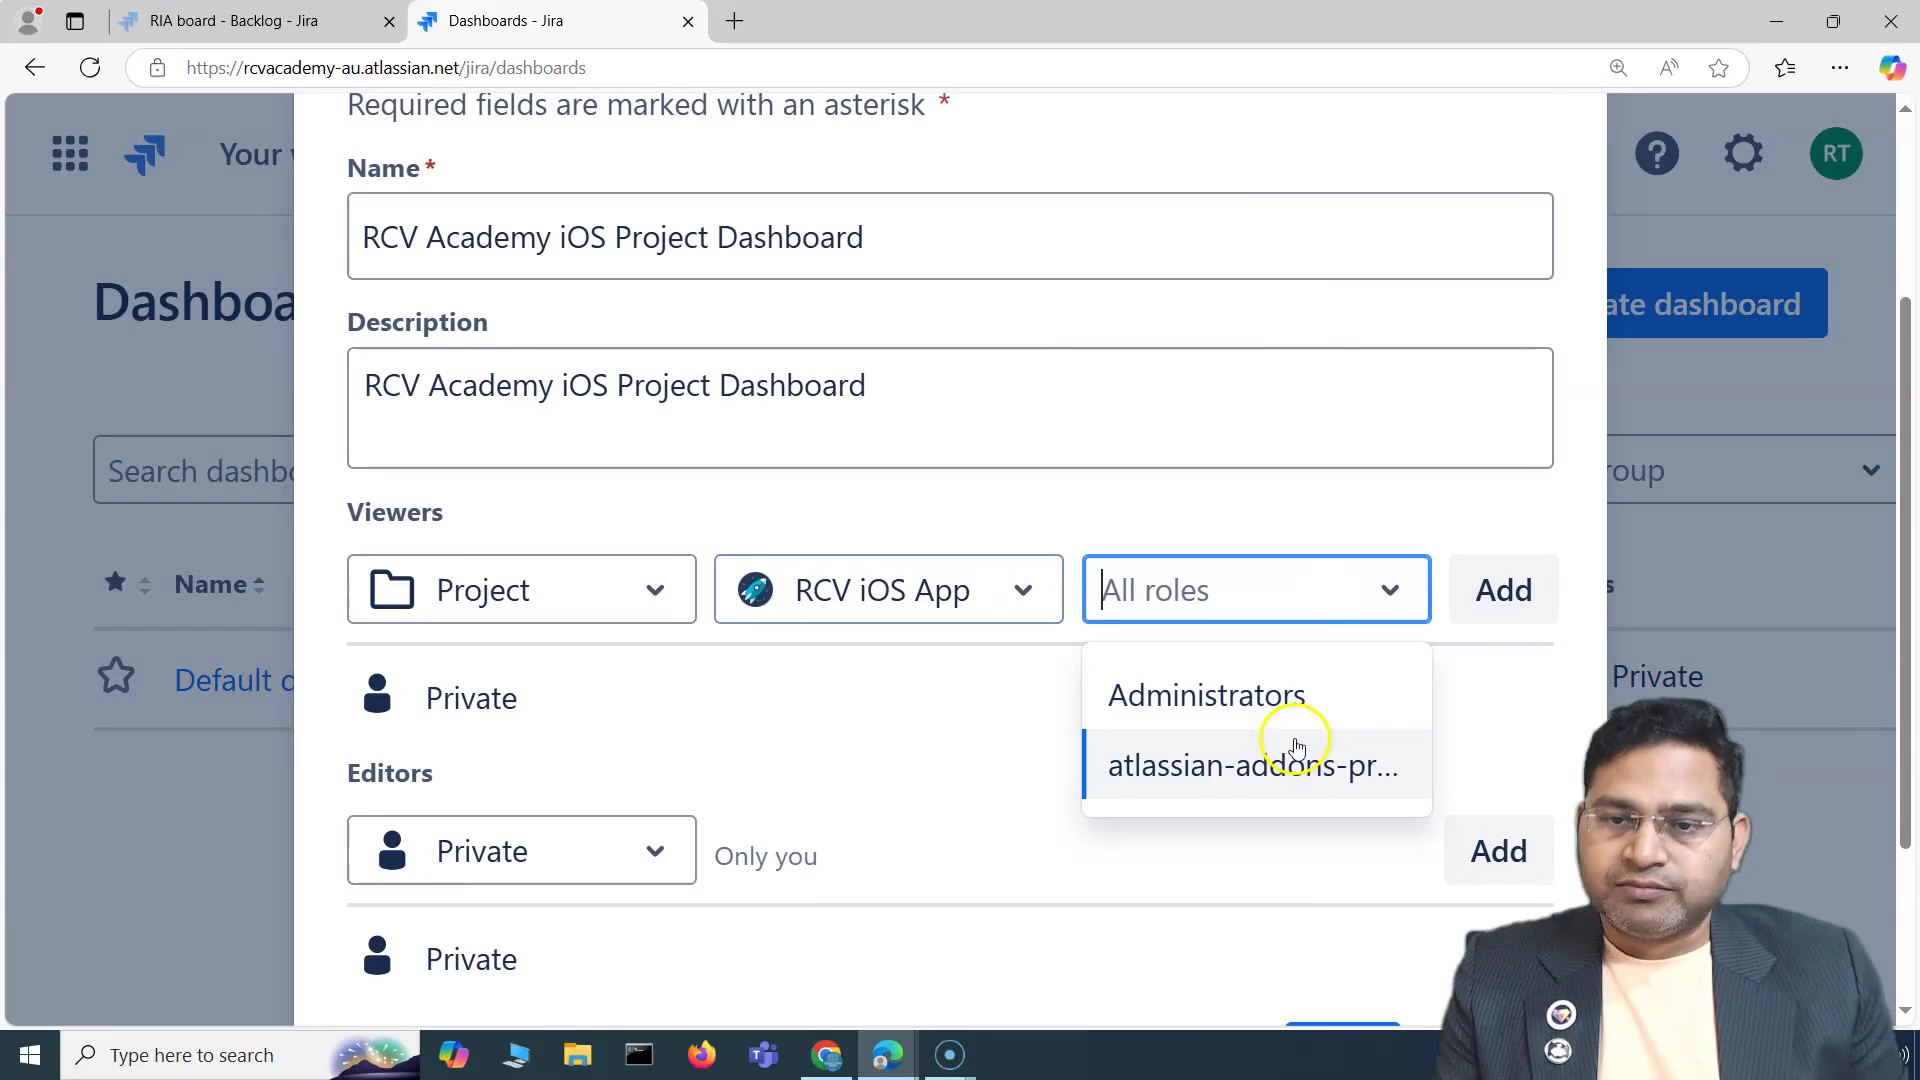 RIA board - Backlog - Jira
Dashboards - Jira
https://rcvacademy-au.atlassian.net/jira/dashboards
Required fields are marked with an asterisk *
Your
RT
Name *
RCV Academy iOS Project Dashboard
Dashboa
ate dashboard
Description
RCV Academy iOS Project Dashboard
Search dashb
roup
Viewers
Project
RCV iOS App
All roles
Add
Name
s
Administrators
Default d
Private
Private
atlassian-addons-pr...
Editors
Private
Only you
Add
Private
Type here to search